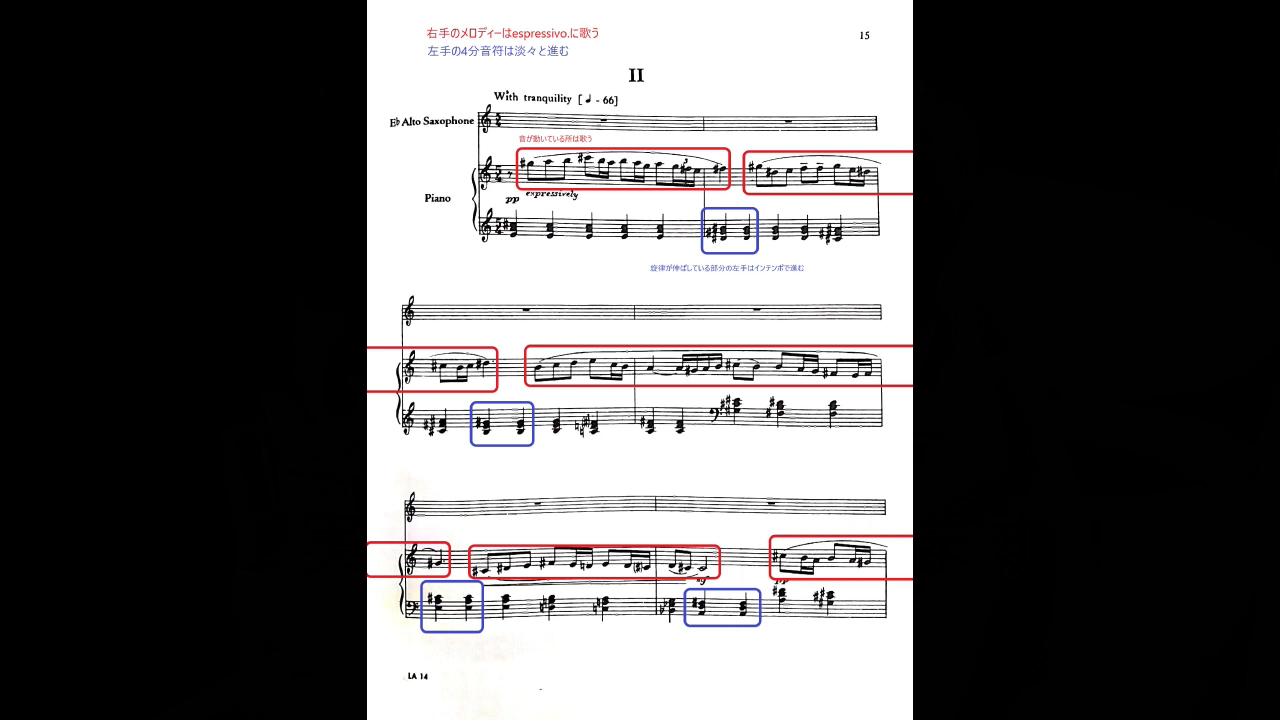 右手のメロディーはespressivo.に歌う
左手の4分音符は淡々と進む
15
II
With tranquility [♩ - 66]
E♭ Alto Saxophone
音が動いている所は歌う
Piano
pp
expressively
旋律が伸ばしている部分の左手はインテンポで進む
pp
LA 14